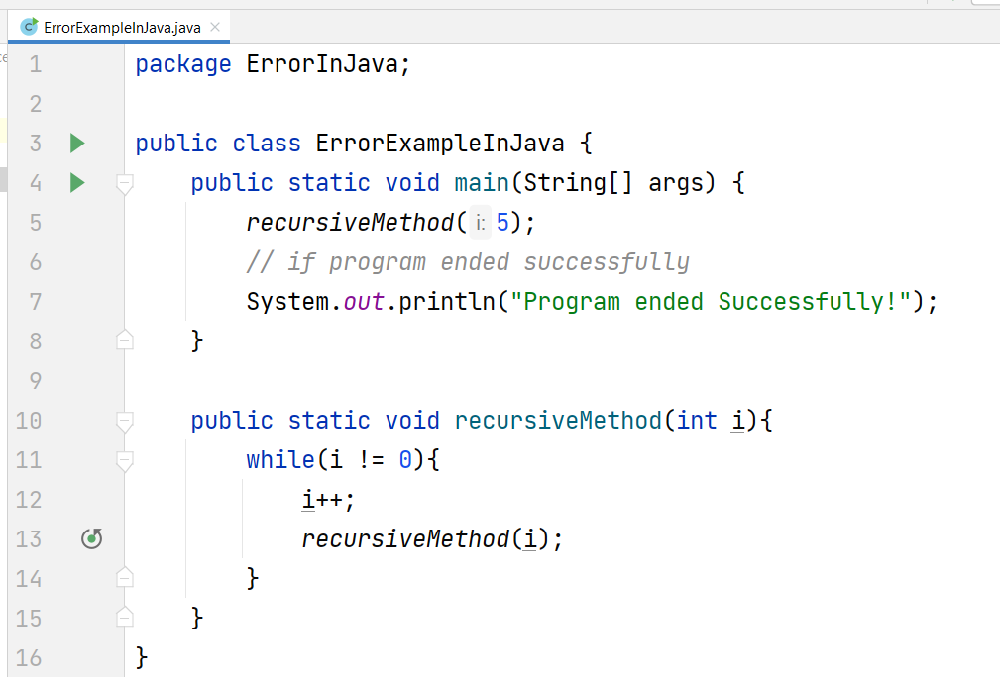 ErrorExampleInJava.java
1 package ErrorInJava;
2
3 public class ErrorExampleInJava {
4     public static void main(String[] args) {
5         recursiveMethod( i: 5);
6         // if program ended successfully
7         System.out.println("Program ended Successfully!");
8     }
9
10     public static void recursiveMethod(int i){
11         while(i != 0){
12             i++;
13             recursiveMethod(i);
14         }
15     }
16 }